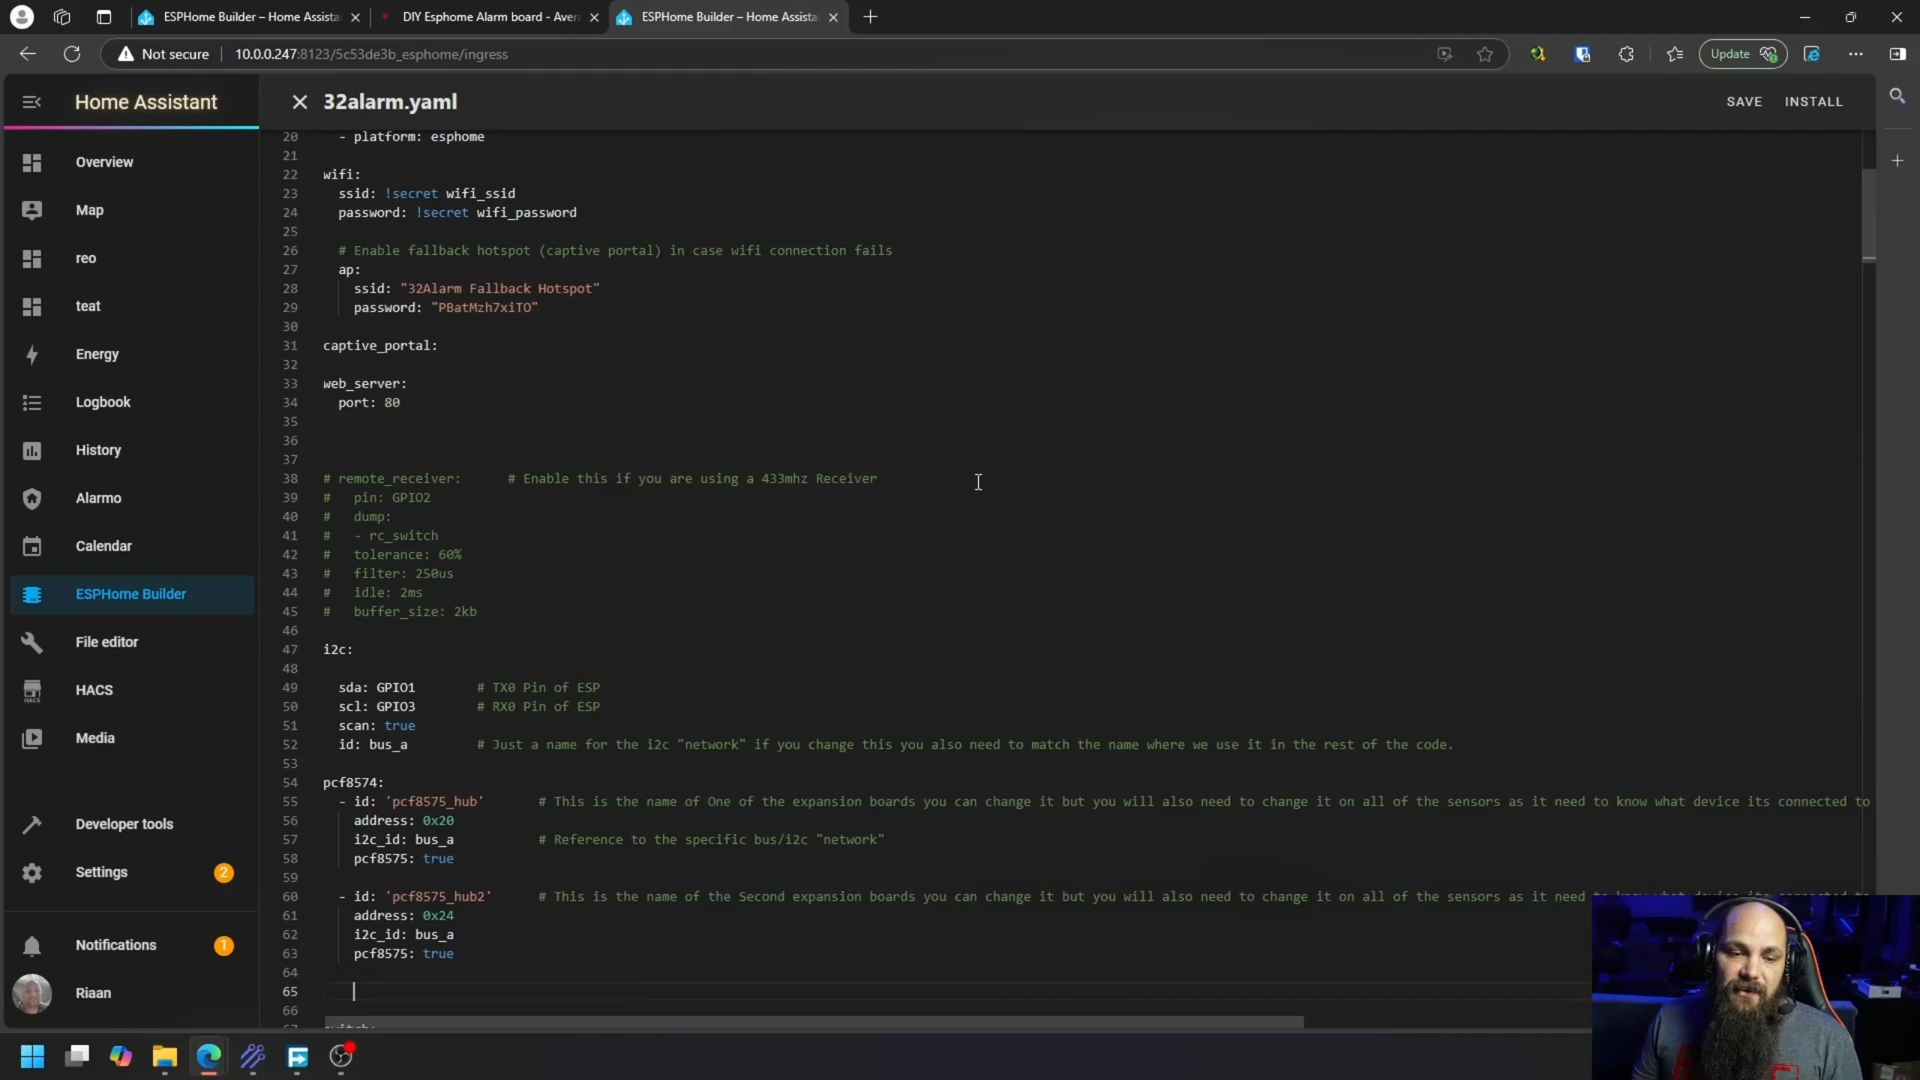 ESPHome Builder – Home Assista
DIY Esphome Alarm board - Aver
ESPHome Builder – Home Assista
Not secure
10.0.0.247:8123/5c53de3b_esphome/ingress
Update
Home Assistant
32alarm.yaml
SAVE
INSTALL
Overview
Map
reo
teat
Energy
Logbook
History
Alarmo
Calendar
ESPHome Builder
File editor
HACS
Media
Developer tools
Settings
2
Notifications
1
Riaan
20 - platform: esphome
21
22 wifi:
23 ssid: !secret wifi_ssid
24 password: !secret wifi_password
25
26 # Enable fallback hotspot (captive portal) in case wifi connection fails
27 ap:
28 ssid: "32Alarm Fallback Hotspot"
29 password: "PBatMzh7xiTO"
30
31 captive_portal:
32
33 web_server:
34 port: 80
35
36
37
38 # remote_receiver: # Enable this if you are using a 433mhz Receiver
39 # pin: GPIO2
40 # dump:
41 # - rc_switch
42 # tolerance: 60%
43 # filter: 250us
44 # idle: 2ms
45 # buffer_size: 2kb
46
47 i2c:
48
49 sda: GPIO1 # TX0 Pin of ESP
50 scl: GPIO3 # RX0 Pin of ESP
51 scan: true
52 id: bus_a # Just a name for the i2c "network" if you change this you also need to match the name where we use it in the rest of the code.
53
54 pcf8574:
55 - id: 'pcf8575_hub' # This is the name of One of the expansion boards you can change it but you will also need to change it on all of the sensors as it need to know what device its connected to
56 address: 0x20
57 i2c_id: bus_a # Reference to the specific bus/i2c "network"
58 pcf8575: true
59
60 - id: 'pcf8575_hub2' # This is the name of the Second expansion boards you can change it but you will also need to change it on all of the sensors as it need
61 address: 0x24
62 i2c_id: bus_a
63 pcf8575: true
64
65
66